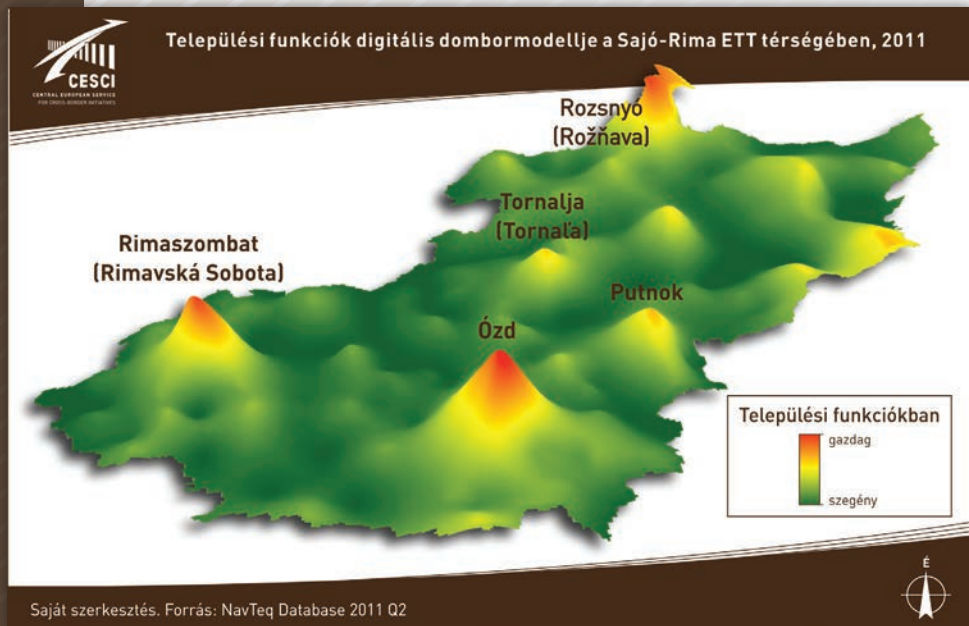 CESCI
CENTRAL EUROPEAN SERVICE
FOR CROSS-BORDER INITIATIVES
Települési funkciók digitális dombormodellje a Sajó-Rima ETT térségében, 2011
Rozsnyó
(Rožňava)
Tornalja
(Tornaľa)
Rimaszombat
(Rimavská Sobota)
Putnok
Ózd
Települési funkciókban
gazdag
szegény
É
Saját szerkesztés. Forrás: NavTeq Database 2011 Q2